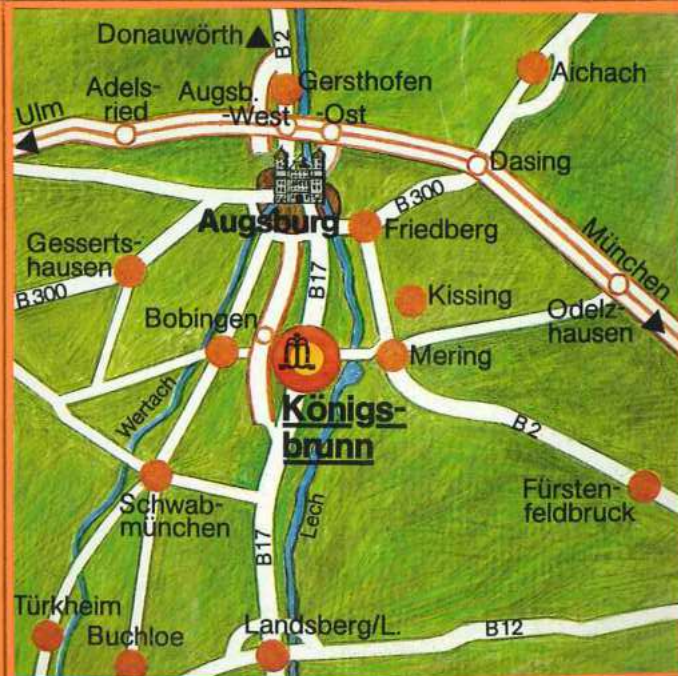 Donauwörth
B2
Adels-
ried
Augsb.
-West
-Ost
Gersthofen
Aichach
Ulm
Dasing
B300
Augsburg
Friedberg
München
Gesserts-
hausen
B300
B17
Kissing
Odelz-
hausen
Bobingen
Mering
Königs-
brunn
Wertach
B2
Schwab-
münchen
Lech
Fürsten-
feldbruck
B17
Türkheim
Buchloe
Landsberg/L.
B12